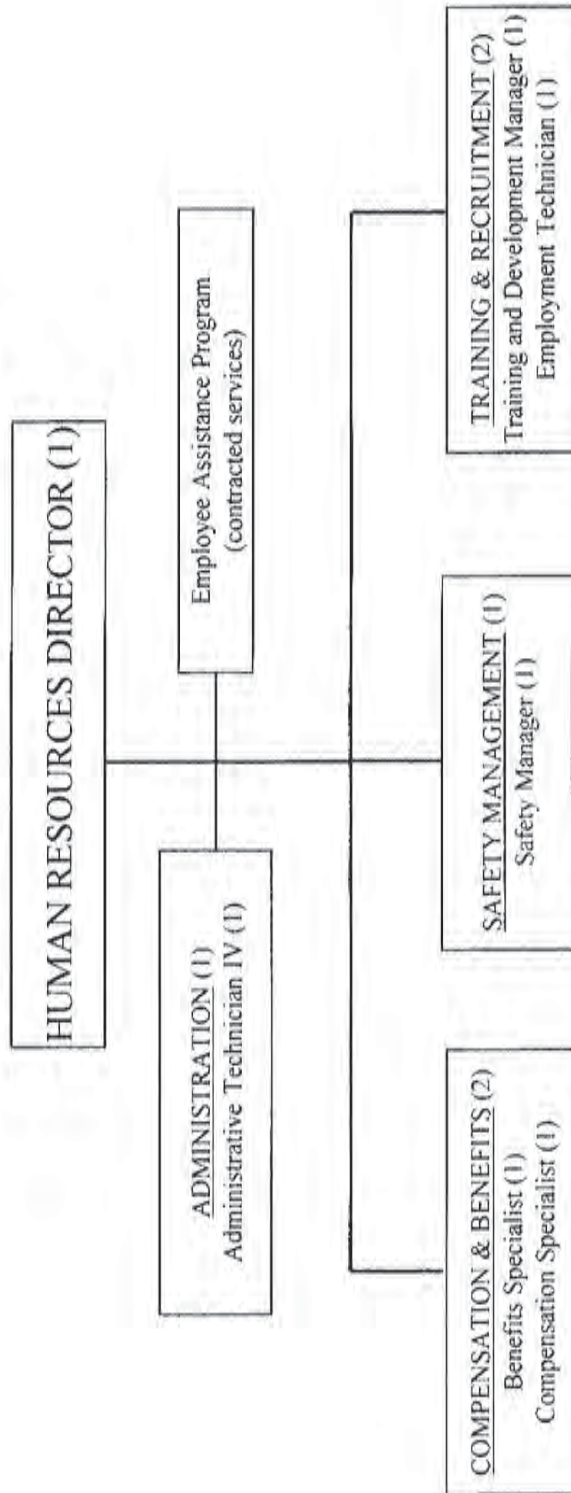 HUMAN RESOURCES DIRECTOR (1)
ADMINISTRATION (1)
Administrative Technician IV (1)
Employee Assistance Program
(contracted services)
COMPENSATION & BENEFITS (2)
Benefits Specialist (1)
Compensation Specialist (1)
SAFETY MANAGEMENT (1)
Safety Manager (1)
TRAINING & RECRUITMENT (2)
Training and Development Manager (1)
Employment Technician (1)